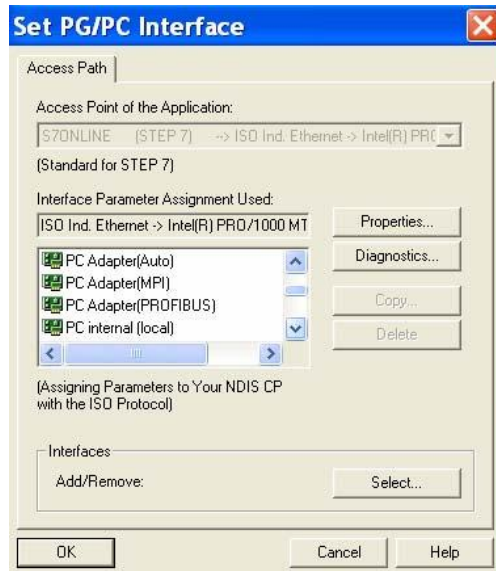 Set PG/PC Interface
Access Path
Access Point of the Application:
S7ONLINE (STEP 7) --> ISO Ind. Ethernet -> Intel(R) PRO
(Standard for STEP 7)
Interface Parameter Assignment Used:
ISO Ind. Ethernet -> Intel(R) PRO/1000 MT
Properties...
PC Adapter(Auto)
PC Adapter(MPI)
PC Adapter(PROFIBUS)
PC internal (local)
Diagnostics...
Copy...
Delete
(Assigning Parameters to Your NDIS CP
with the ISO Protocol)
Interfaces
Add/Remove:
Select...
OK
Cancel
Help